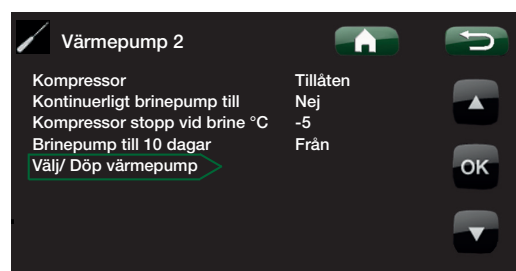 Värmepump 2
Kompressor Tillåten
Kontinuerligt brinepump till Nej
Kompressor stopp vid brine °C -5
Brinepump till 10 dagar Från
Välj/ Döp värmepump
OK